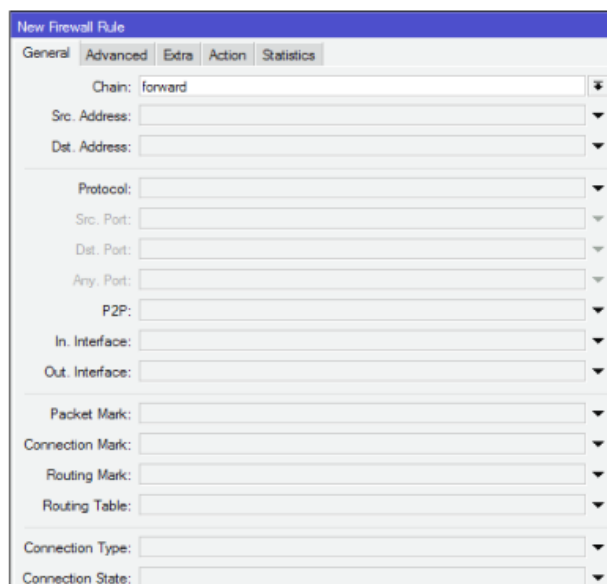 New Firewall Rule
General Advanced Extra Action Statistics
Chain: forward
Src. Address:
Dst. Address:
Protocol:
Src. Port:
Dst. Port:
Any. Port:
P2P:
In. Interface:
Out. Interface:
Packet Mark:
Connection Mark:
Routing Mark:
Routing Table:
Connection Type:
Connection State: